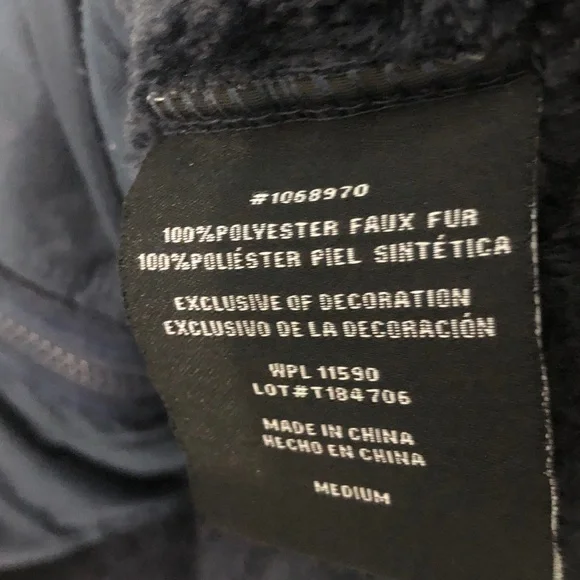 #1058970
100%POLYESTER FAUX FUR
100%POLIÉSTER PIEL SINTÉTICA
EXCLUSIVE OF DECORATION
EXCLUSIVO DE LA DECORACIÓN
WPL 11590
LOT#T184706
MADE IN CHINA
HECHO EN CHINA
MEDIUM